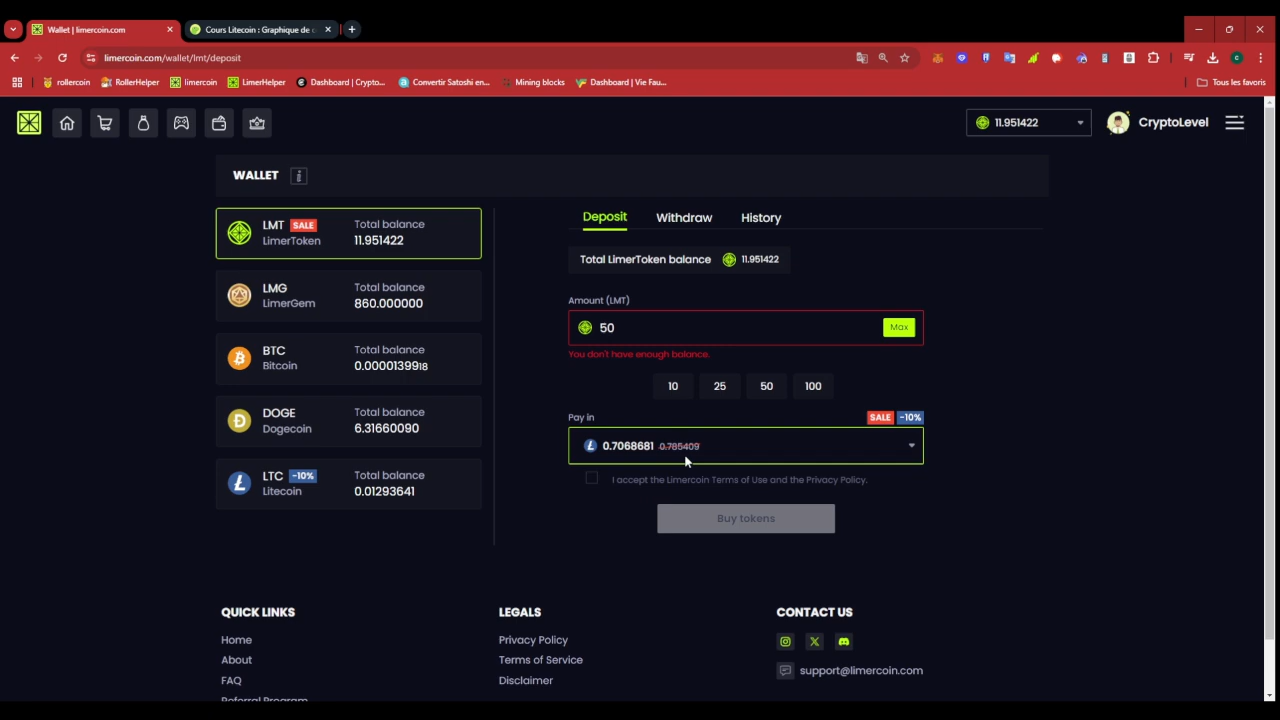 Wallet | limercoin.com
Cours Litecoin : Graphique de
limercoin.com/wallet/lmt/deposit
rollercoin
RollerHelper
limercoin
LimerHelper
Dashboard | Crypto...
Convertir Satoshi en...
Mining blocks
Dashboard | Vie Fau...
Tous les favoris
11.951422
CryptoLevel
WALLET
LMT SALE
LimerToken
Total balance
11.951422
LMG
LimerGem
Total balance
860.000000
BTC
Bitcoin
Total balance
0.0000139918
DOGE
Dogecoin
Total balance
6.31660090
LTC -10%
Litecoin
Total balance
0.01293641
Deposit
Withdraw
History
Total LimerToken balance 11.951422
Amount (LMT)
50
Max
You don't have enough balance.
10
25
50
100
Pay in
SALE -10%
0.7068681 0.785409
I accept the Limercoin Terms of Use and the Privacy Policy.
Buy tokens
QUICK LINKS
Home
About
FAQ
Referral Program
LEGALS
Privacy Policy
Terms of Service
Disclaimer
CONTACT US
support@limercoin.com